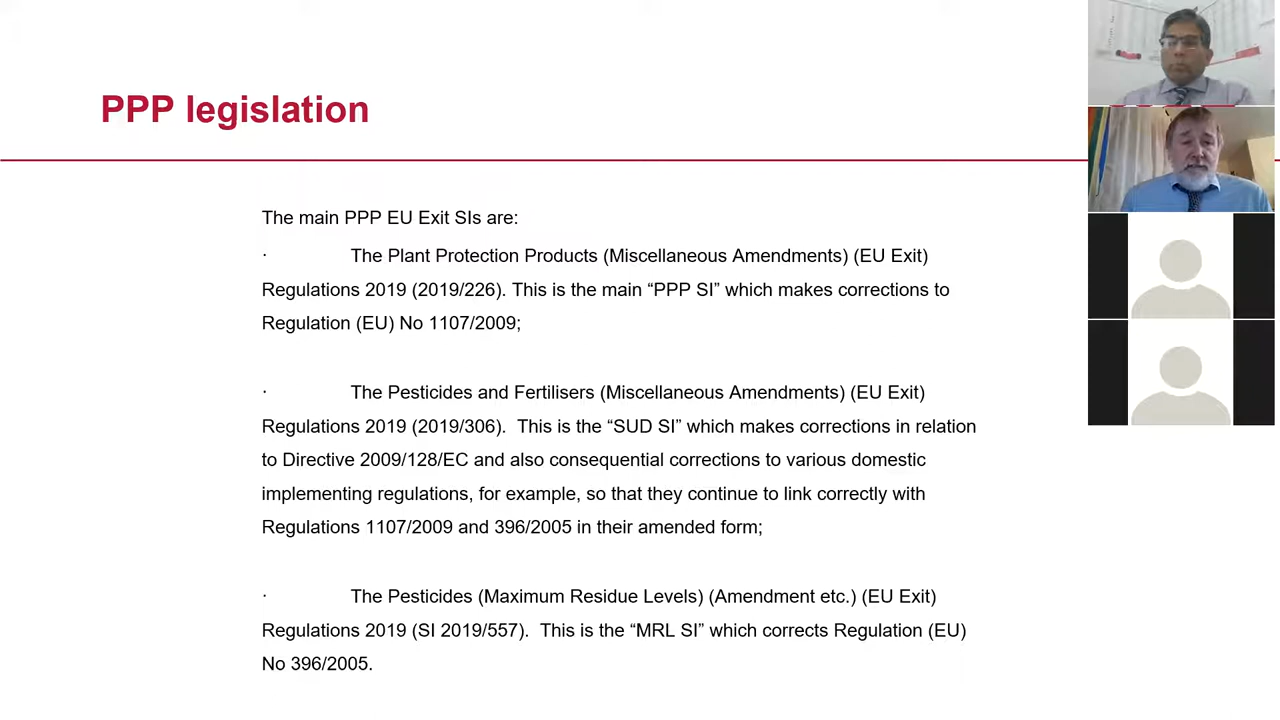 PPP legislation
The main PPP EU Exit SIs are:
· The Plant Protection Products (Miscellaneous Amendments) (EU Exit)
Regulations 2019 (2019/226). This is the main “PPP SI” which makes corrections to
Regulation (EU) No 1107/2009;
· The Pesticides and Fertilisers (Miscellaneous Amendments) (EU Exit)
Regulations 2019 (2019/306).  This is the “SUD SI” which makes corrections in relation
to Directive 2009/128/EC and also consequential corrections to various domestic
implementing regulations, for example, so that they continue to link correctly with
Regulations 1107/2009 and 396/2005 in their amended form;
· The Pesticides (Maximum Residue Levels) (Amendment etc.) (EU Exit)
Regulations 2019 (SI 2019/557).  This is the “MRL SI” which corrects Regulation (EU)
No 396/2005.